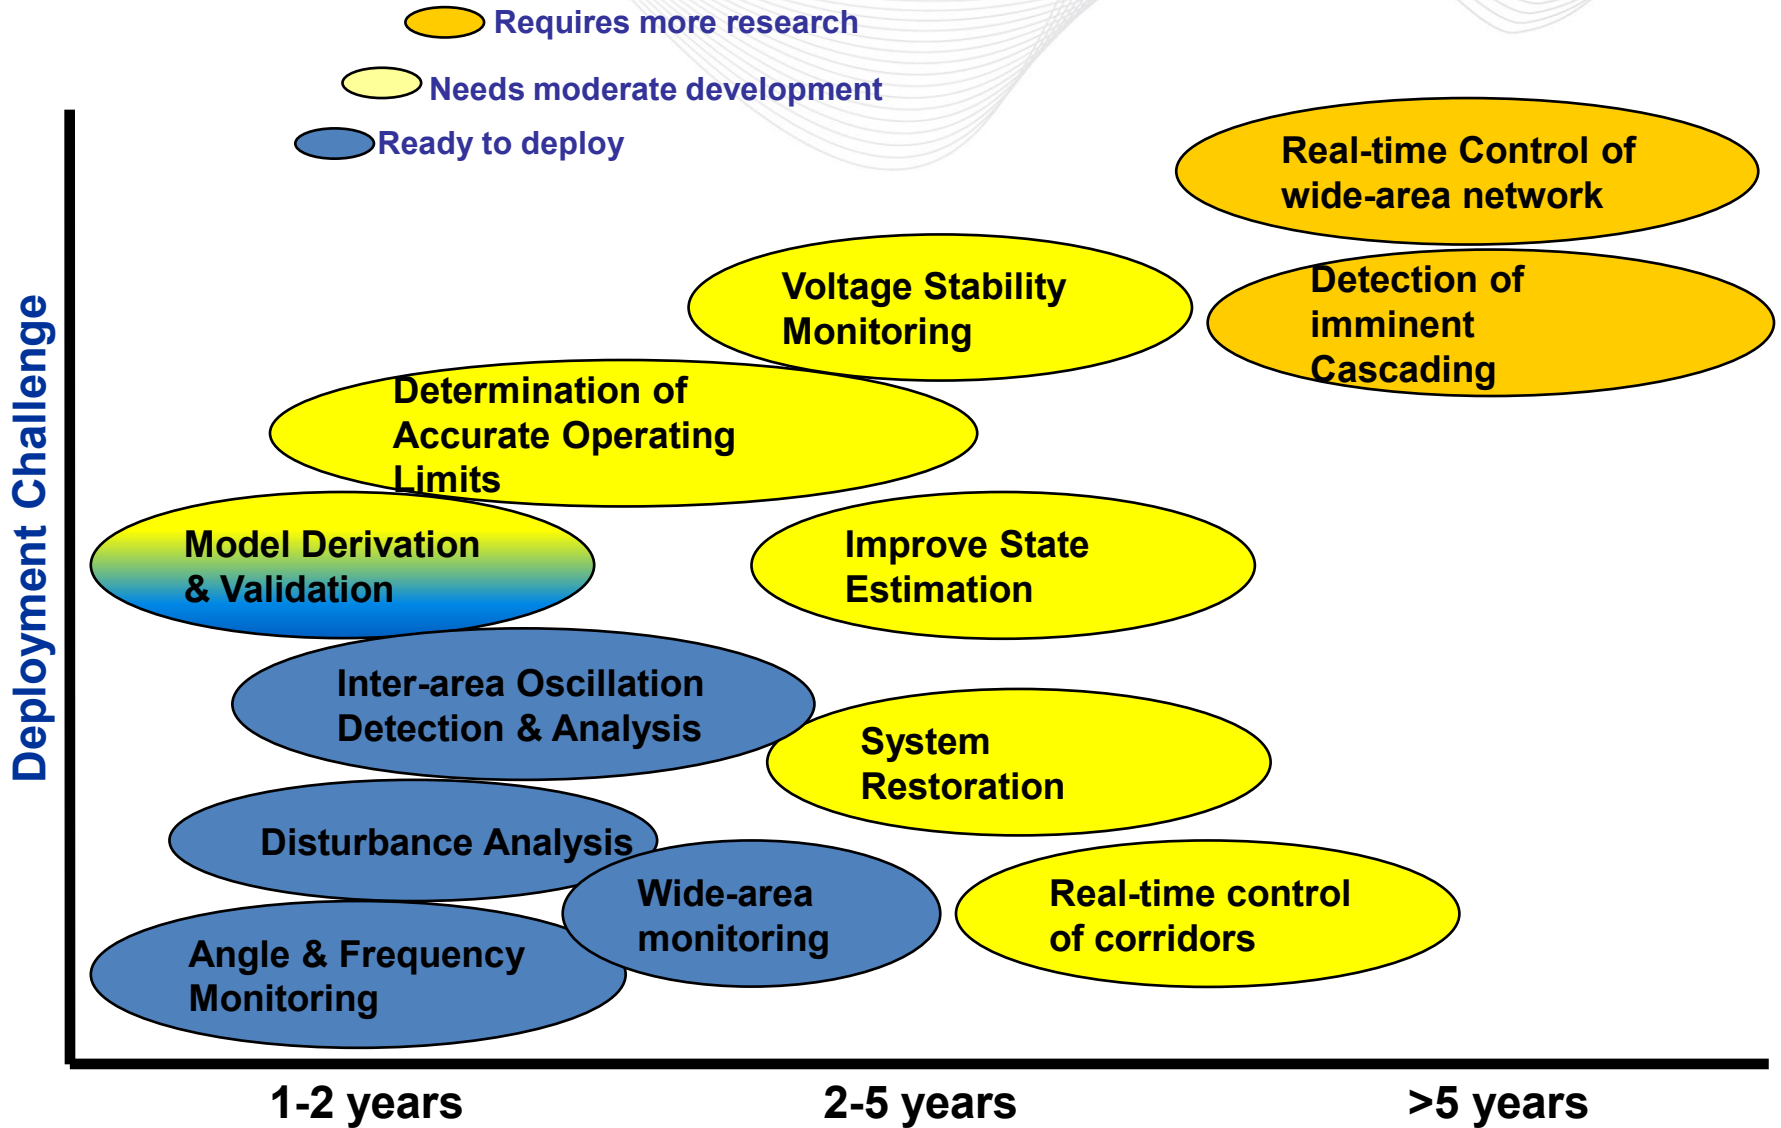 Requires more research
Needs moderate development
Ready to deploy
Real-time Control of
wide-area network
Voltage Stability
Monitoring
Detection of
imminent
Cascading
Determination of
Accurate Operating
Limits
Model Derivation
& Validation
Improve State
Estimation
Inter-area Oscillation
Detection & Analysis
System
Restoration
Disturbance Analysis
Wide-area
monitoring
Real-time control
of corridors
Angle & Frequency
Monitoring
Deployment Challenge
1-2 years
2-5 years
>5 years